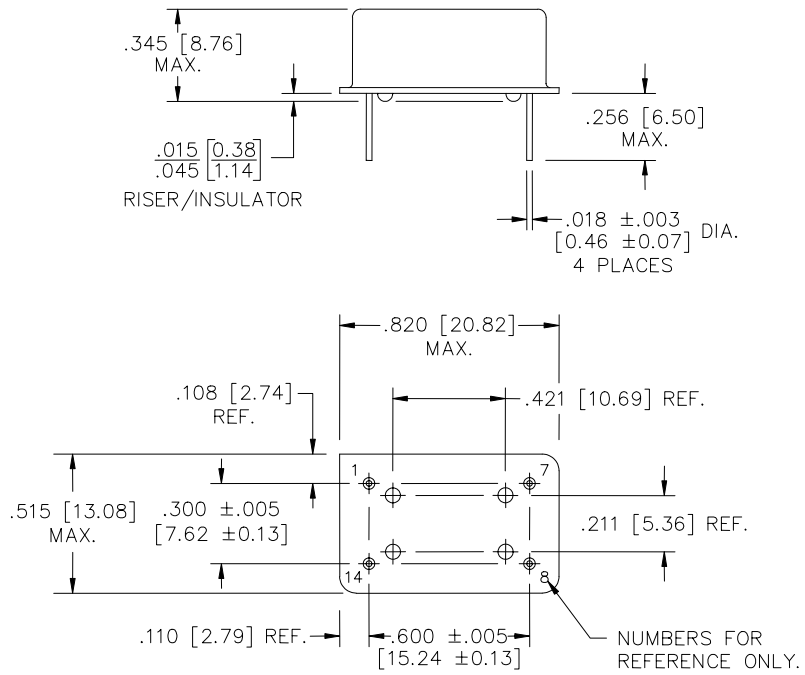 .345 [8.76]
MAX.
.256 [6.50]
MAX.
.015 [0.38]
.045 [1.14]
RISER/INSULATOR
.018 ±.003 DIA.
[0.46 ±0.07]
4 PLACES
.820 [20.82]
MAX.
.108 [2.74]
REF.
.421 [10.69] REF.
1 7
.515 [13.08]
MAX.
.300 ±.005
[7.62 ±0.13]
.211 [5.36] REF.
14 8
.110 [2.79] REF.
.600 ±.005
[15.24 ±0.13]
NUMBERS FOR
REFERENCE ONLY.